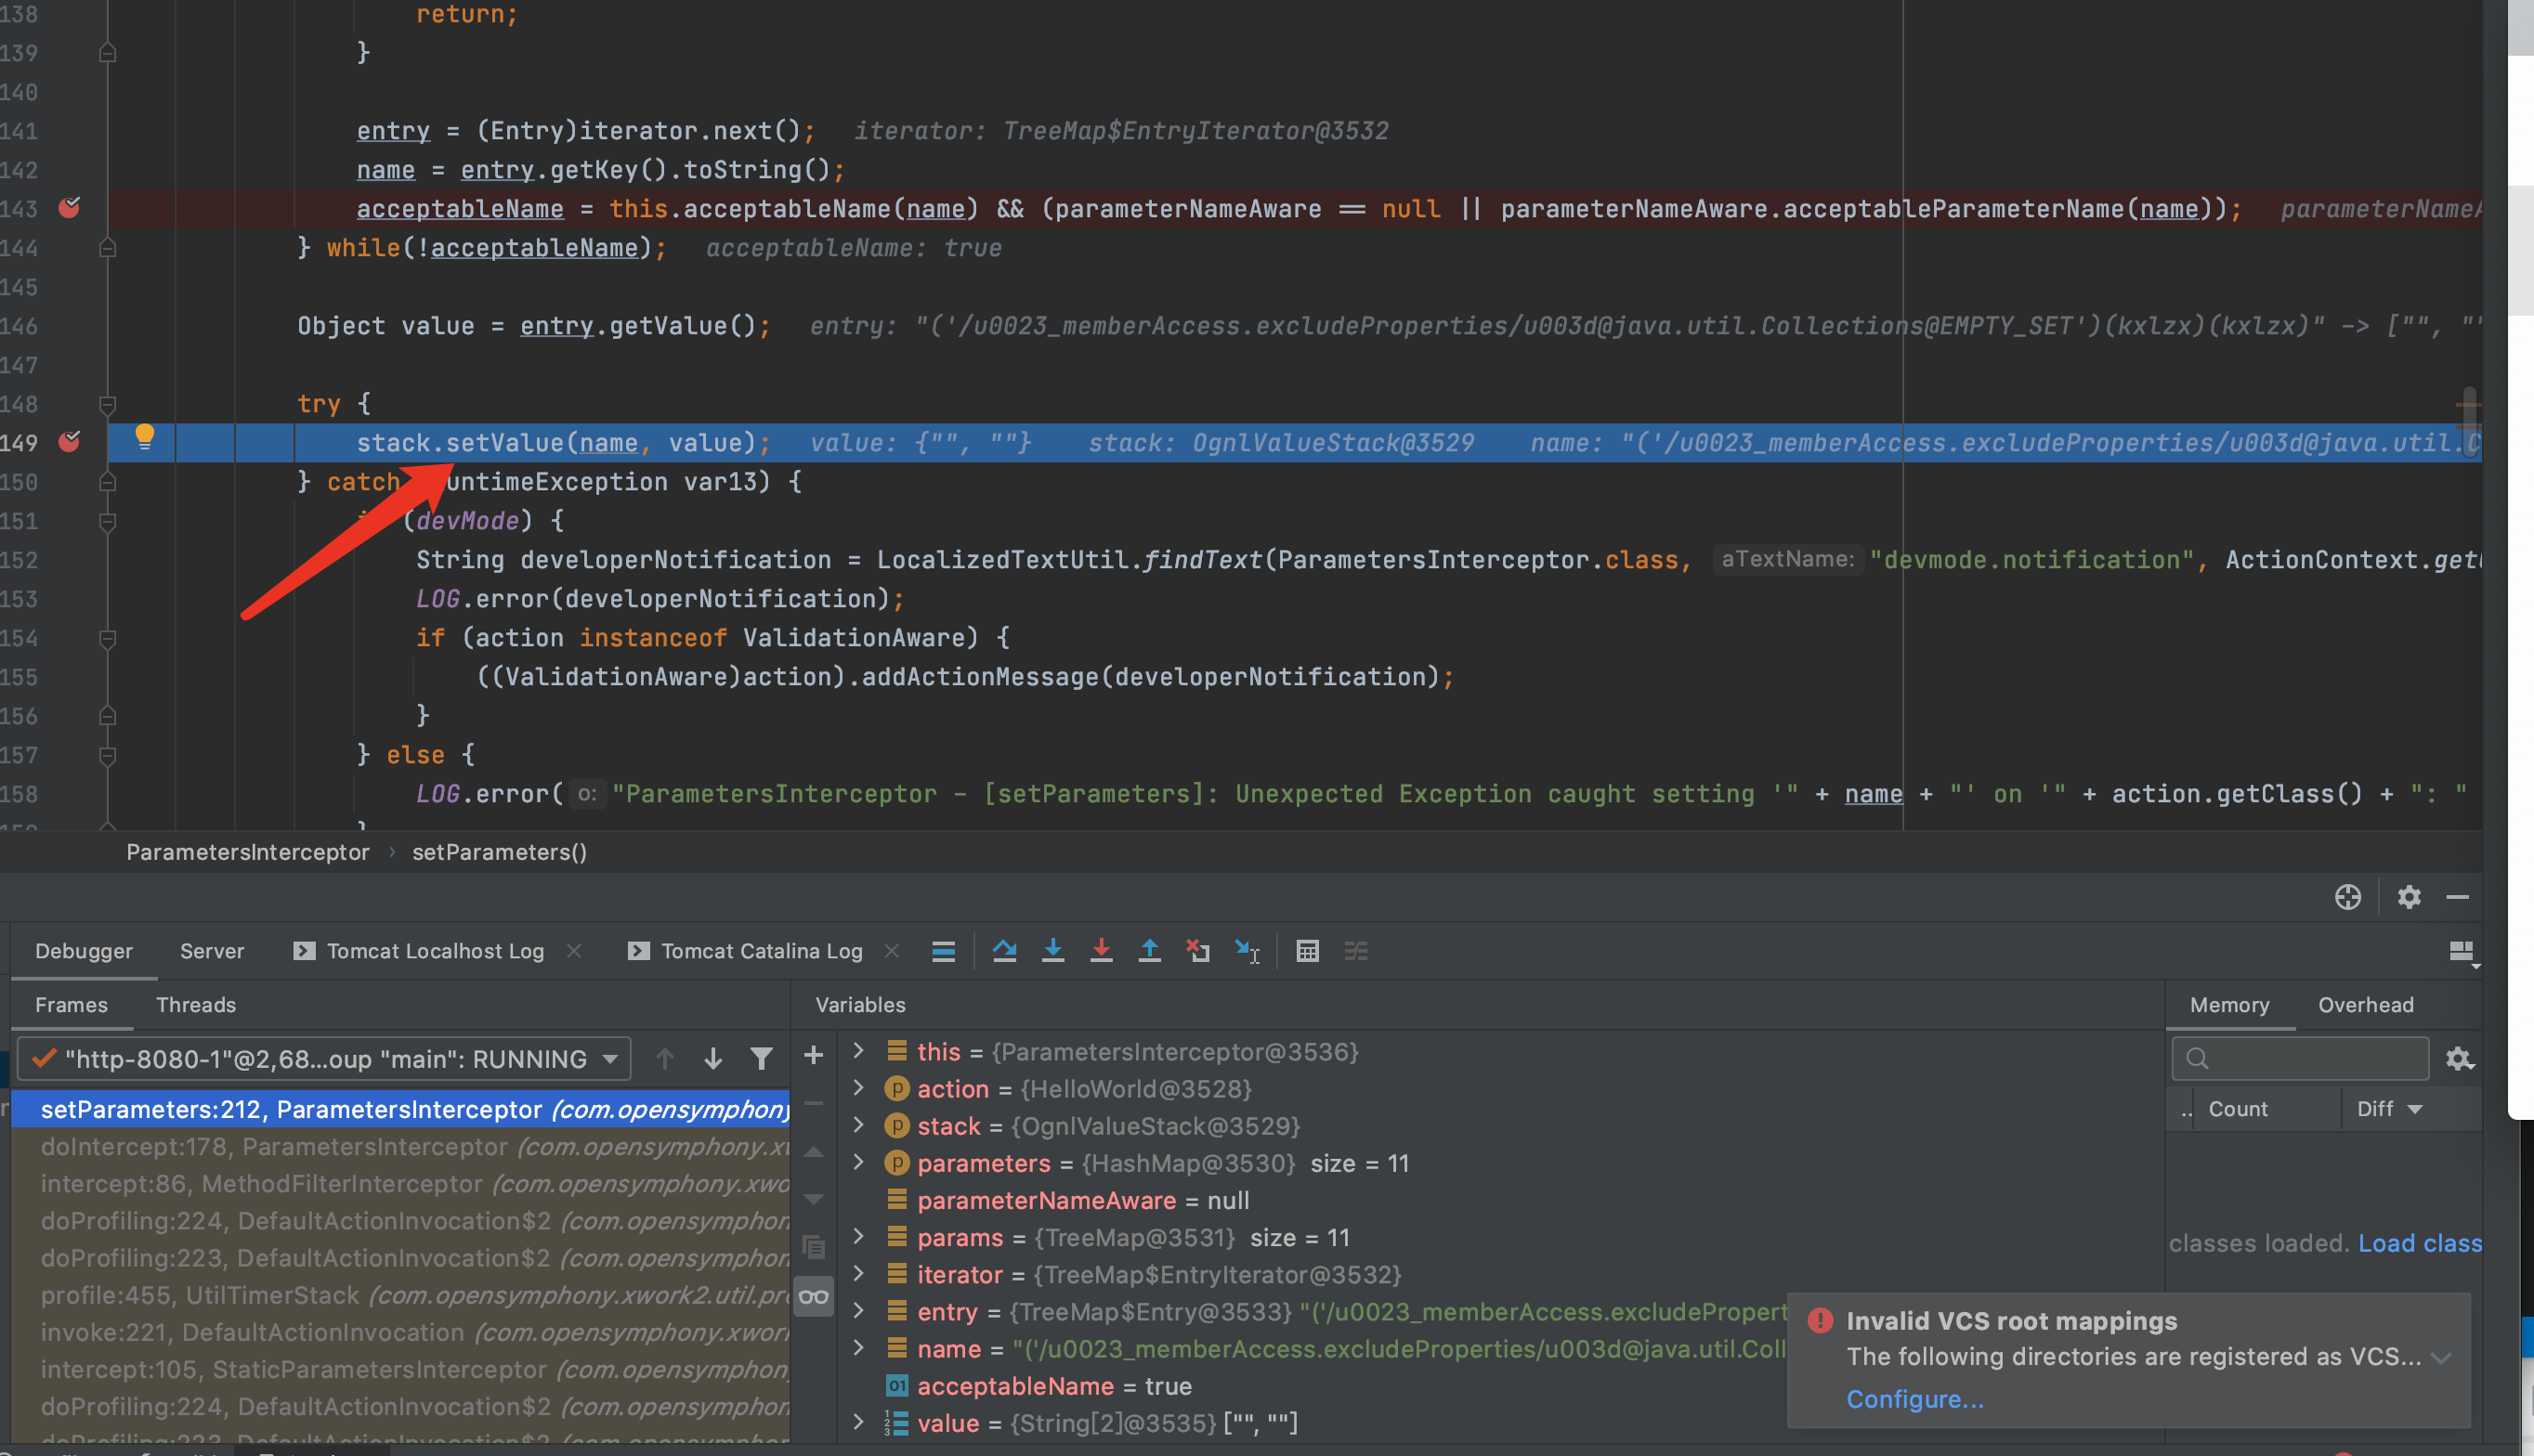 138 return;
139 }
140
141 entry = (Entry)iterator.next(); iterator: TreeMap$EntryIterator@3532
142 name = entry.getKey().toString();
143 acceptableName = this.acceptableName(name) && (parameterNameAware == null || parameterNameAware.acceptableParameterName(name)); parameterNameA
144 } while(!acceptableName); acceptableName: true
145
146 Object value = entry.getValue(); entry: "('/u0023_memberAccess.excludeProperties/u003d@java.util.Collections@EMPTY_SET')(kxlzx)(kxlzx)" -> ["", ""
147
148 try {
149 stack.setValue(name, value); value: {"", ""} stack: OgnlValueStack@3529 name: "('/u0023_memberAccess.excludeProperties/u003d@java.util.C
150 } catch untimeException var13) {
151 (devMode) {
152 String developerNotification = LocalizedTextUtil.findText(ParametersInterceptor.class, aTextName: "devmode.notification", ActionContext.get
153 LOG.error(developerNotification);
154 if (action instanceof ValidationAware) {
155 ((ValidationAware)action).addActionMessage(developerNotification);
156 }
157 } else {
158 LOG.error( o: "ParametersInterceptor - [setParameters]: Unexpected Exception caught setting '" + name + "' on '" + action.getClass() + ": "
ParametersInterceptor › setParameters()
Debugger Server Tomcat Localhost Log Tomcat Catalina Log
Frames Threads Variables Memory Overhead
"http-8080-1"@2,68...oup "main": RUNNING
setParameters:212, ParametersInterceptor (com.opensymphony
doIntercept:178, ParametersInterceptor (com.opensymphony.xw
intercept:86, MethodFilterInterceptor (com.opensymphony.xwo
doProfiling:224, DefaultActionInvocation$2 (com.opensymphon
doProfiling:223, DefaultActionInvocation$2 (com.opensymphon
profile:455, UtilTimerStack (com.opensymphony.xwork2.util.pro
invoke:221, DefaultActionInvocation (com.opensymphony.xwor
intercept:105, StaticParametersInterceptor (com.opensymphon
doProfiling:224, DefaultActionInvocation$2 (com.opensymphon
doProfiling:223, DefaultActionInvocation$2 (com.opensymphon
this = {ParametersInterceptor@3536}
action = {HelloWorld@3528}
stack = {OgnlValueStack@3529}
parameters = {HashMap@3530} size = 11
parameterNameAware = null
params = {TreeMap@3531} size = 11
iterator = {TreeMap$EntryIterator@3532}
entry = {TreeMap$Entry@3533} "('/u0023_memberAccess.excludePropert
name = "('/u0023_memberAccess.excludeProperties/u003d@java.util.Coll
acceptableName = true
value = {String[2]@3535} ["",""]
.. Count Diff
classes loaded. Load class
Invalid VCS root mappings
The following directories are registered as VCS...
Configure...